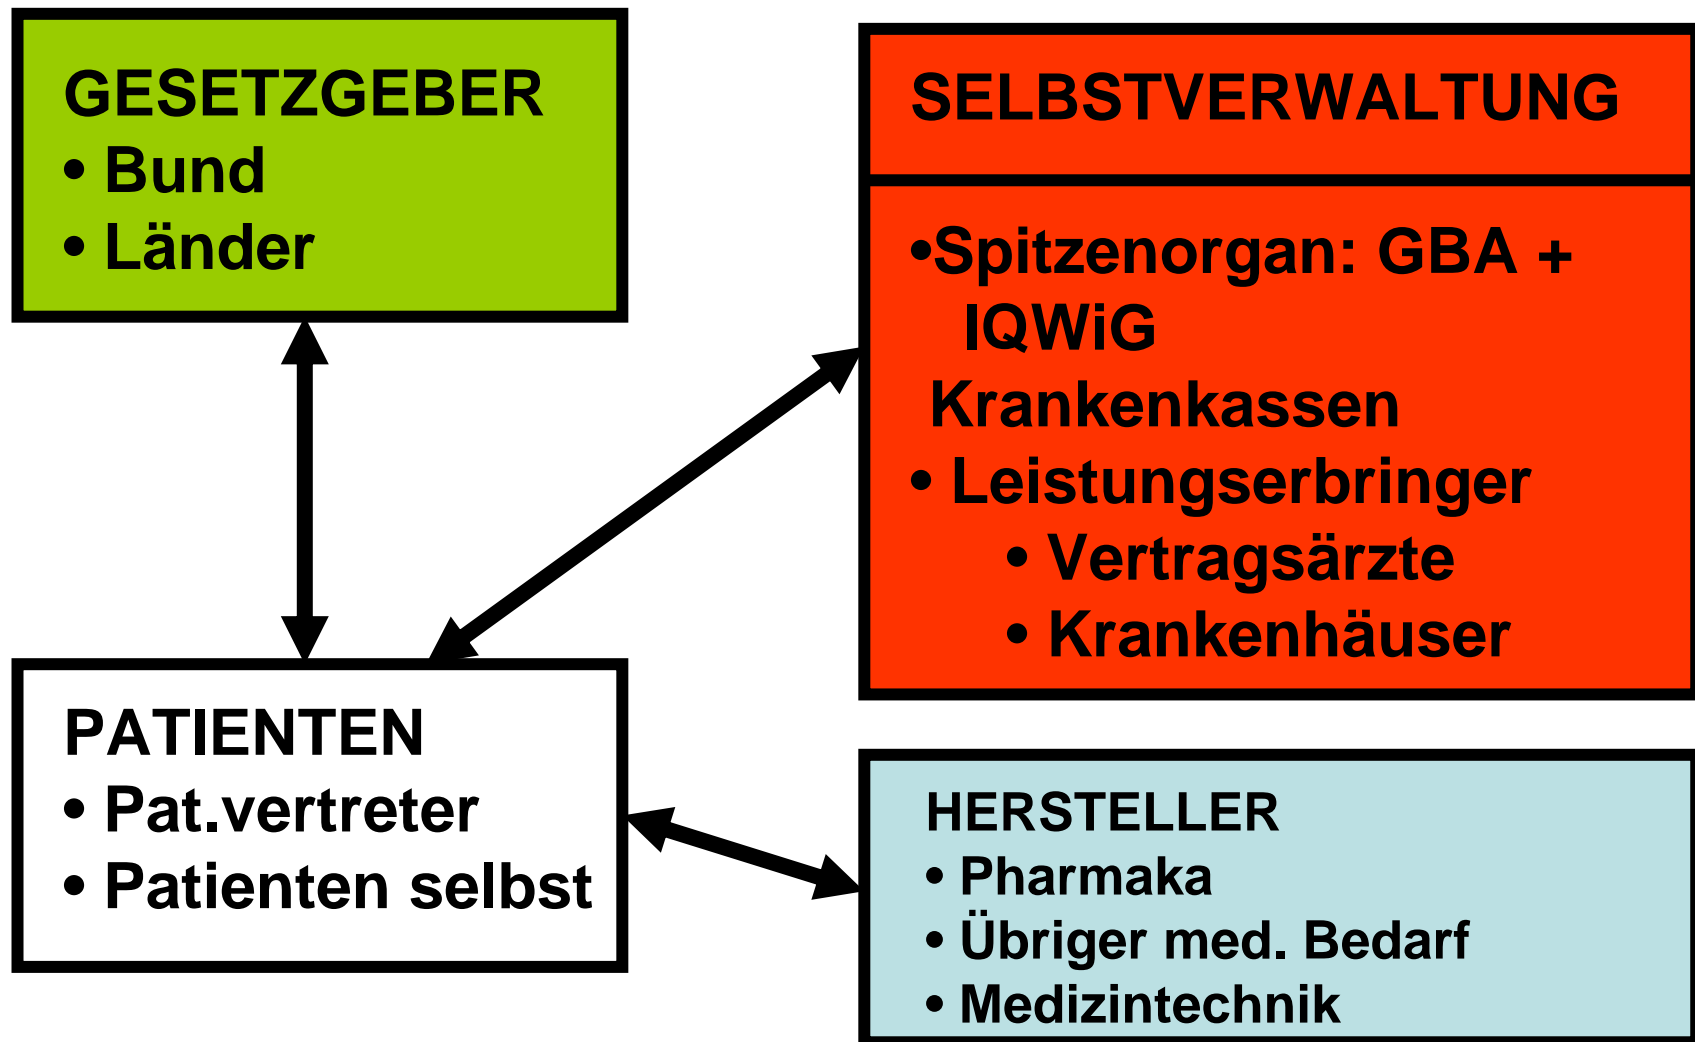 GESETZGEBER
• Bund
• Länder
SELBSTVERWALTUNG
•Spitzenorgan: GBA +
IQWiG
Krankenkassen
• Leistungserbringer
• Vertragsärzte
• Krankenhäuser
PATIENTEN
• Pat.vertreter
• Patienten selbst
HERSTELLER
• Pharmaka
• Übriger med. Bedarf
• Medizintechnik